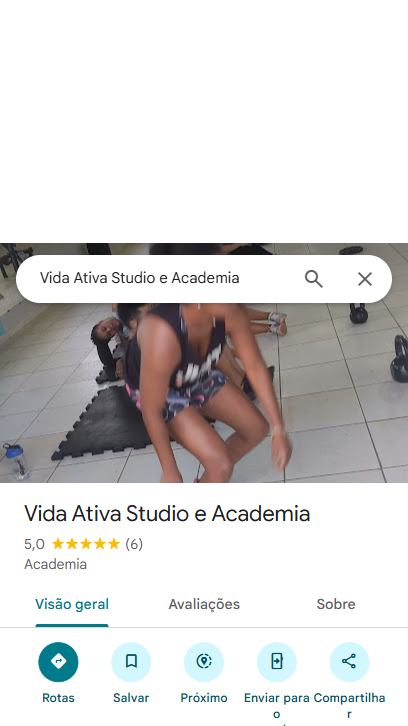 Vida Ativa Studio e Academia
Vida Ativa Studio e Academia
5,0 ★★★★★ (6)
Academia
Visão geral Avaliações Sobre
Rotas Salvar Próximo Enviar para o Compartilhar